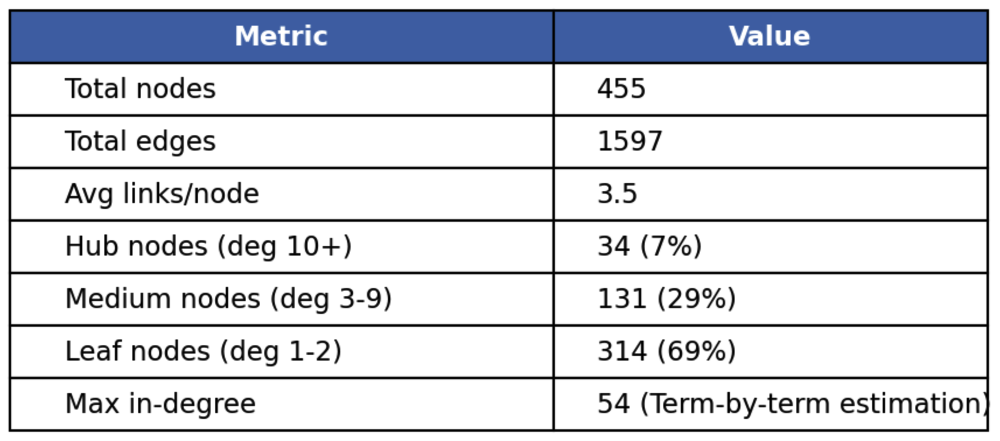 Metric Value
Total nodes 455
Total edges 1597
Avg links/node 3.5
Hub nodes (deg 10+) 34 (7%)
Medium nodes (deg 3-9) 131 (29%)
Leaf nodes (deg 1-2) 314 (69%)
Max in-degree 54 (Term-by-term estimation)